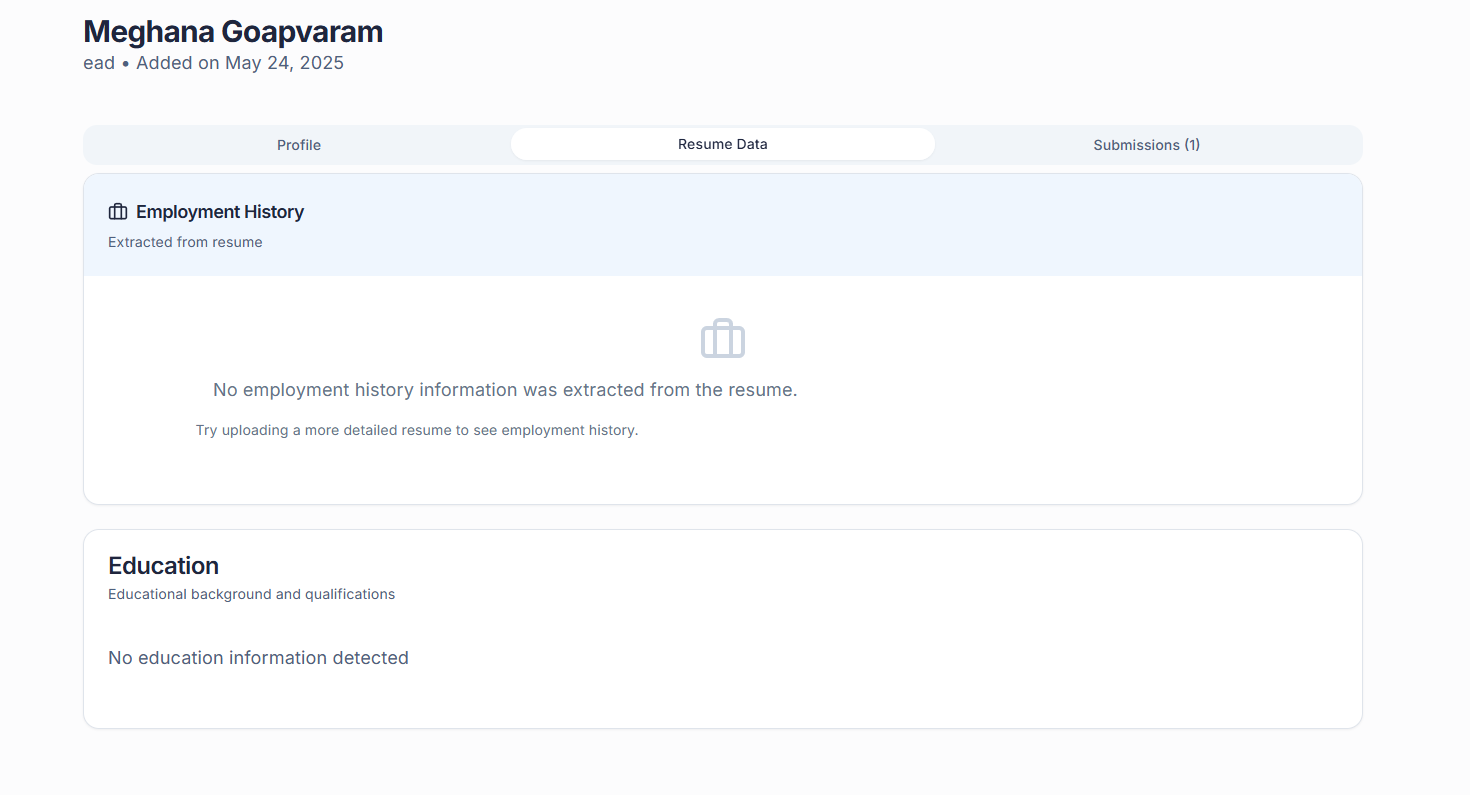 Meghana Goapvaram
ead • Added on May 24, 2025
Profile
Resume Data
Submissions (1)
Employment History
Extracted from resume
No employment history information was extracted from the resume.
Try uploading a more detailed resume to see employment history.
Education
Educational background and qualifications
No education information detected